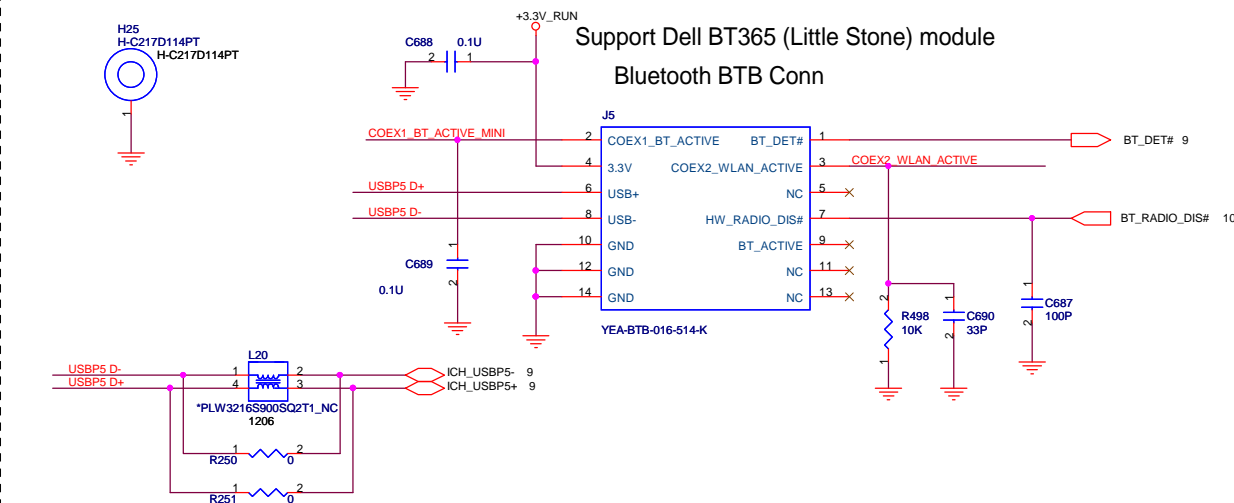 H25
H-C217D114PT
H-C217D114PT
1
+3.3V_RUN
Support Dell BT365 (Little Stone) module
Bluetooth BTB Conn
C688 0.1U
2 1
J5
COEX1_BT_ACTIVE_MINI 2 COEX1_BT_ACTIVE BT_DET# 1 BT_DET# 9
4 3.3V COEX2_WLAN_ACTIVE 3 COEX2_WLAN_ACTIVE
USBP5 D+ 6 USB+ NC 5
USBP5 D- 8 USB- HW_RADIO_DIS# 7 BT_RADIO_DIS# 10
10 GND BT_ACTIVE 9
12 GND NC 11
14 GND NC 13
YEA-BTB-016-514-K
1
C689
2
0.1U
2
R498
10K
1
1
C690
33P
2
1
C687
100P
2
L20
USBP5 D- 1 2 ICH_USBP5- 9
USBP5 D+ 4 3 ICH_USBP5+ 9
*PLW3216S900SQ2T1_NC
1206
1 2
R250 0
1 2
R251 0